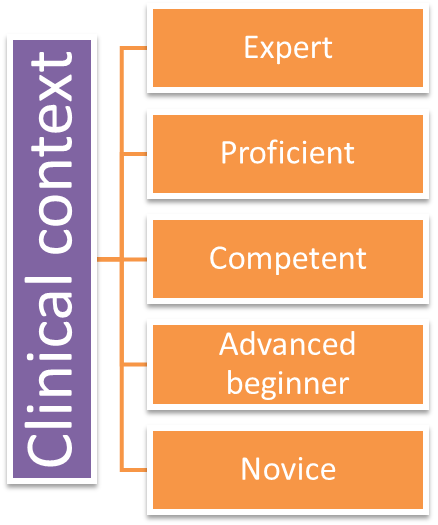 Clinical context
Expert
Proficient
Competent
Advanced
beginner
Novice